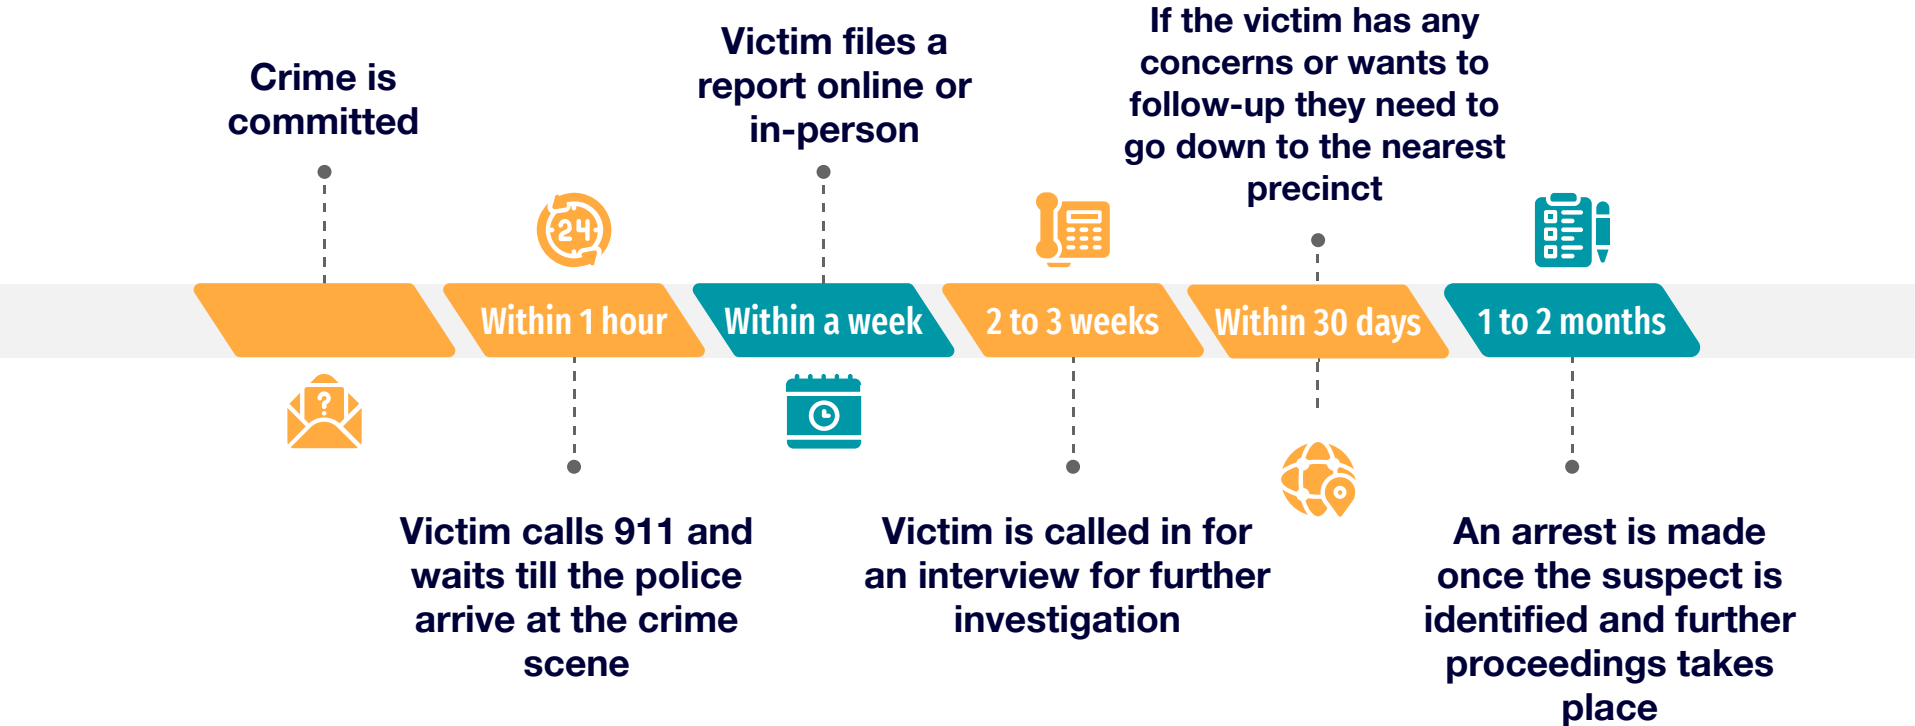 Crime is
committed
Within 1 hour
Victim calls 911 and
waits till the police
arrive at the crime
scene
24
Victim files a
report online or
in-person
Within a week
2 to 3 weeks
Victim is called in for
an interview for further
investigation
If the victim has any
concerns or wants to
follow-up they need to
go down to the nearest
precinct
Within 30 days
1 to 2 months
An arrest is made
once the suspect is
identified and further
proceedings takes
place
?